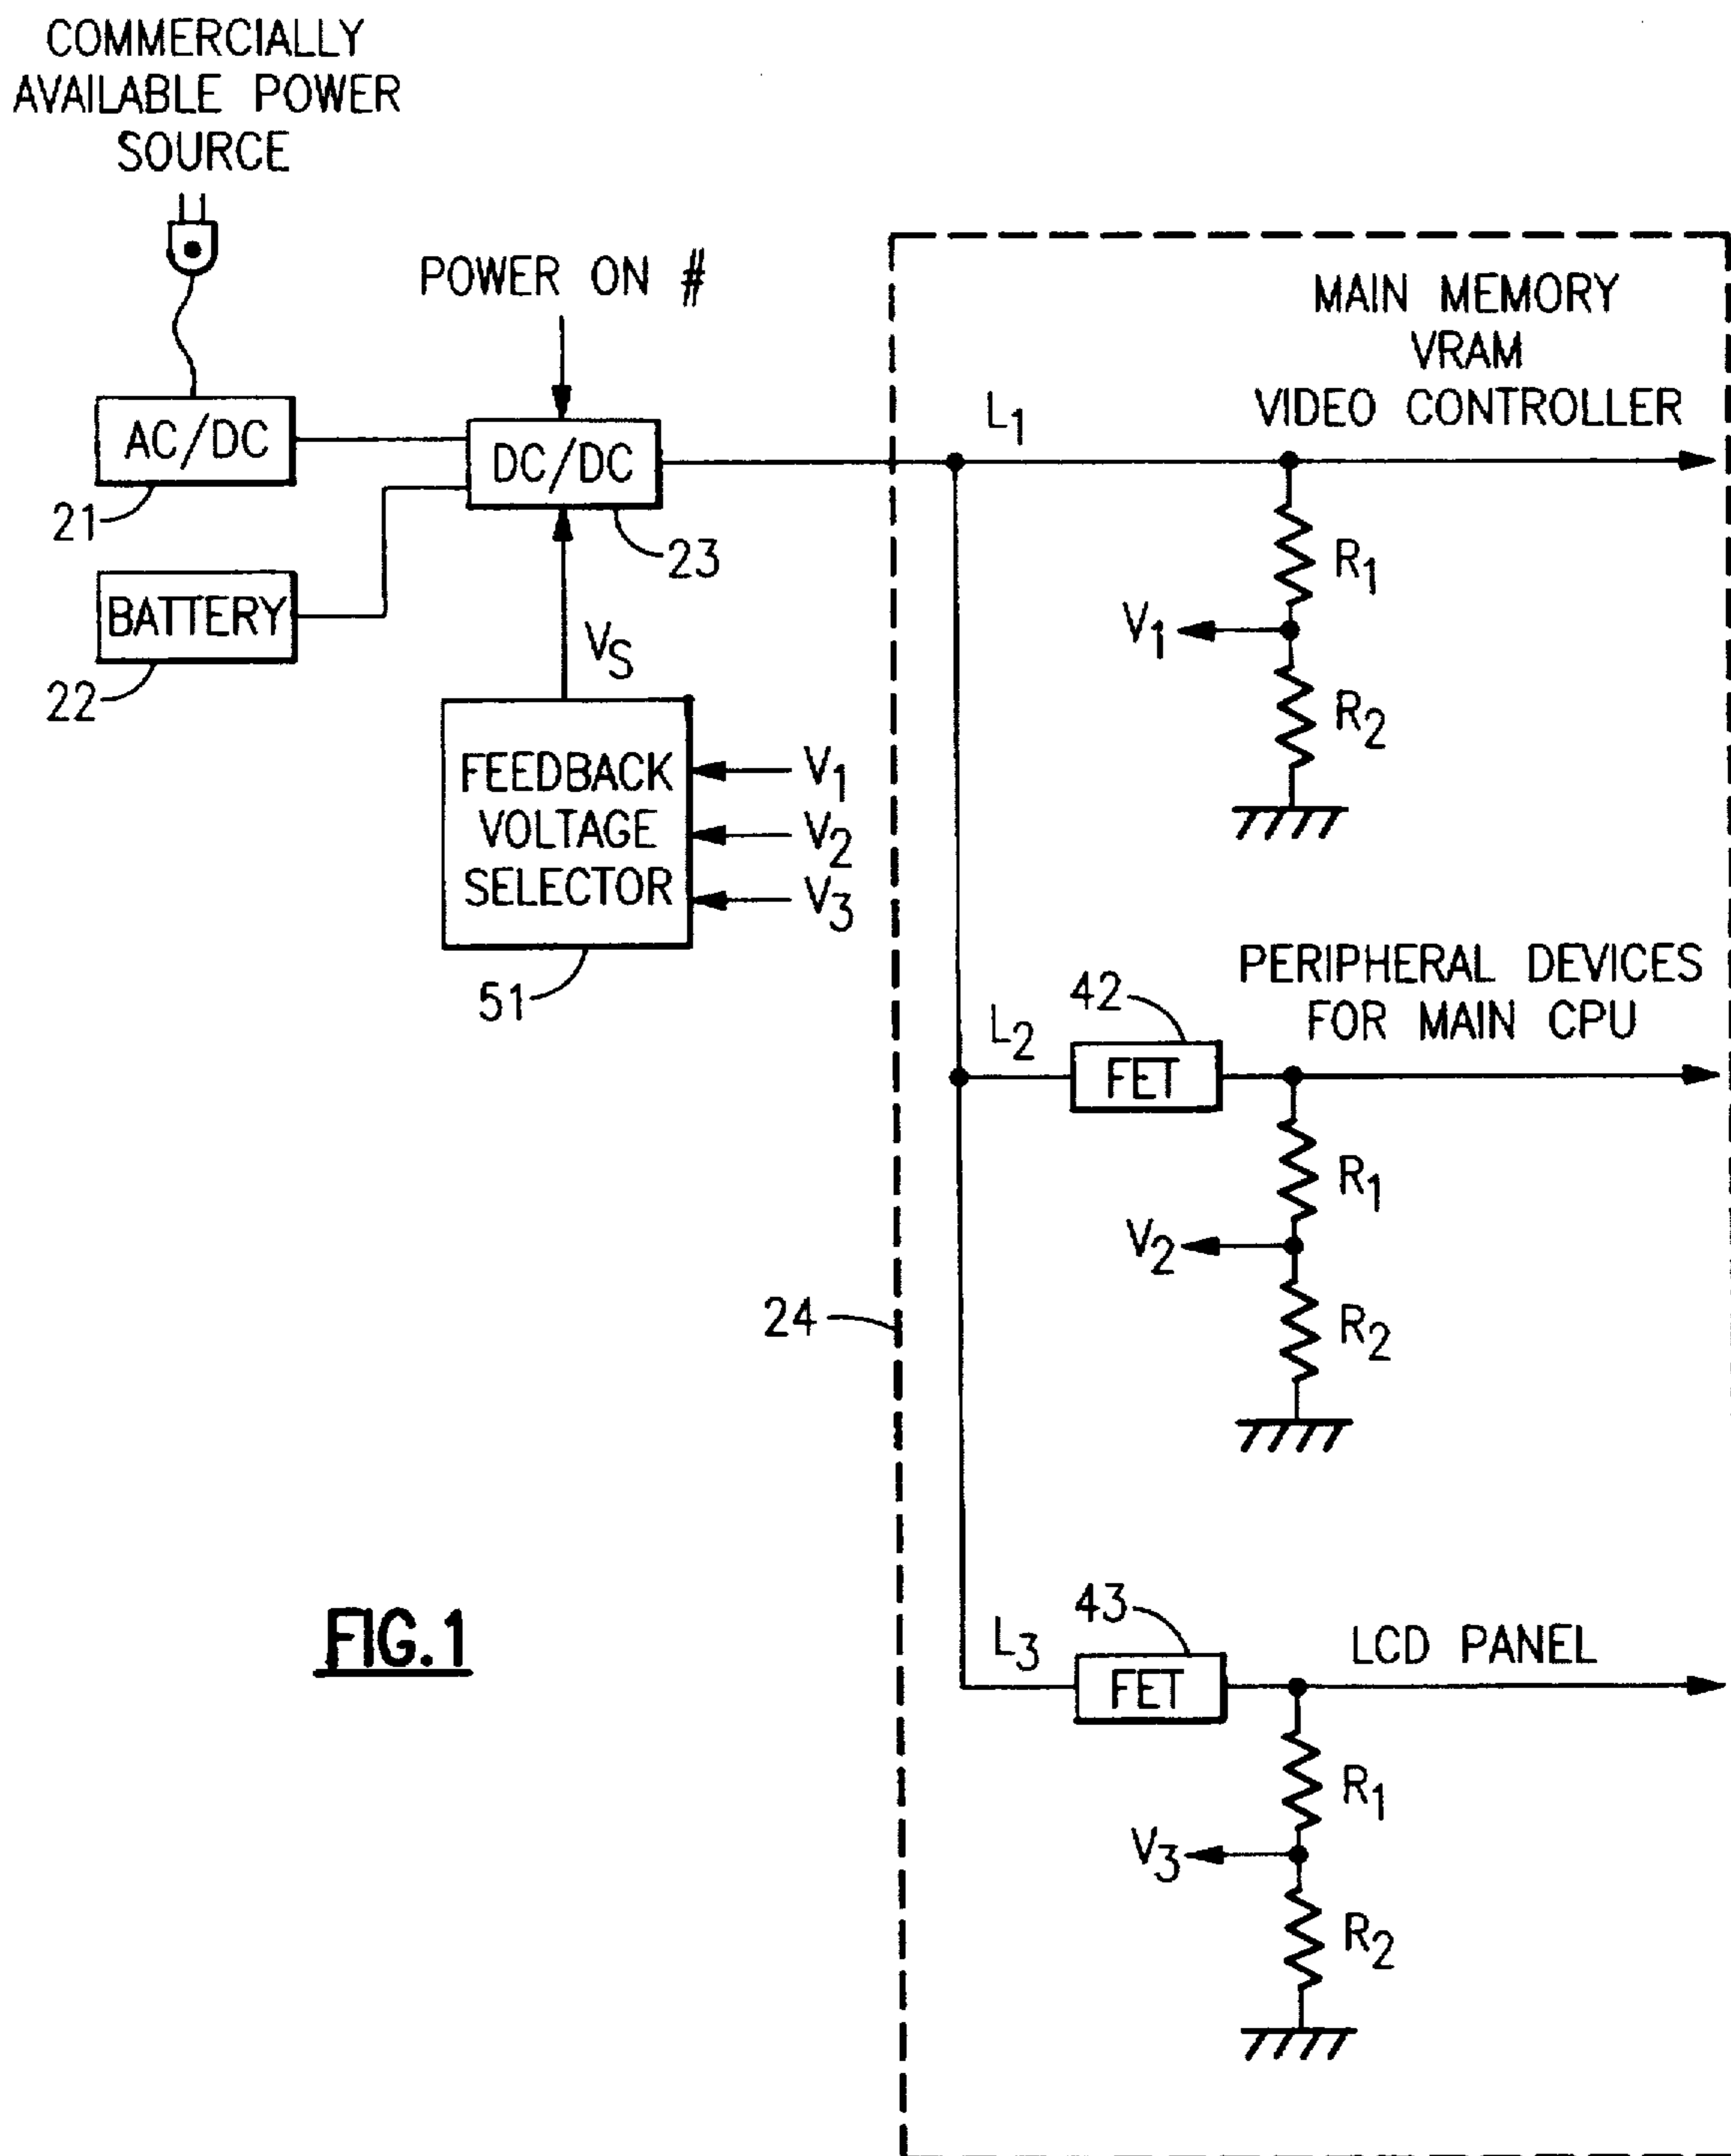 COMMERCIALLY
AVAILABLE POWER
SOURCE
POWER ON #
AC/DC
21
DC/DC
23
BATTERY
22
VS
FEEDBACK
VOLTAGE
SELECTOR
51
V1
V2
V3
24
MAIN MEMORY
VRAM
VIDEO CONTROLLER
L1
R1
V1
R2
PERIPHERAL DEVICES
FOR MAIN CPU
L2
42
FET
R1
V2
R2
LCD PANEL
L3
43
FET
R1
V3
R2
FIG.1